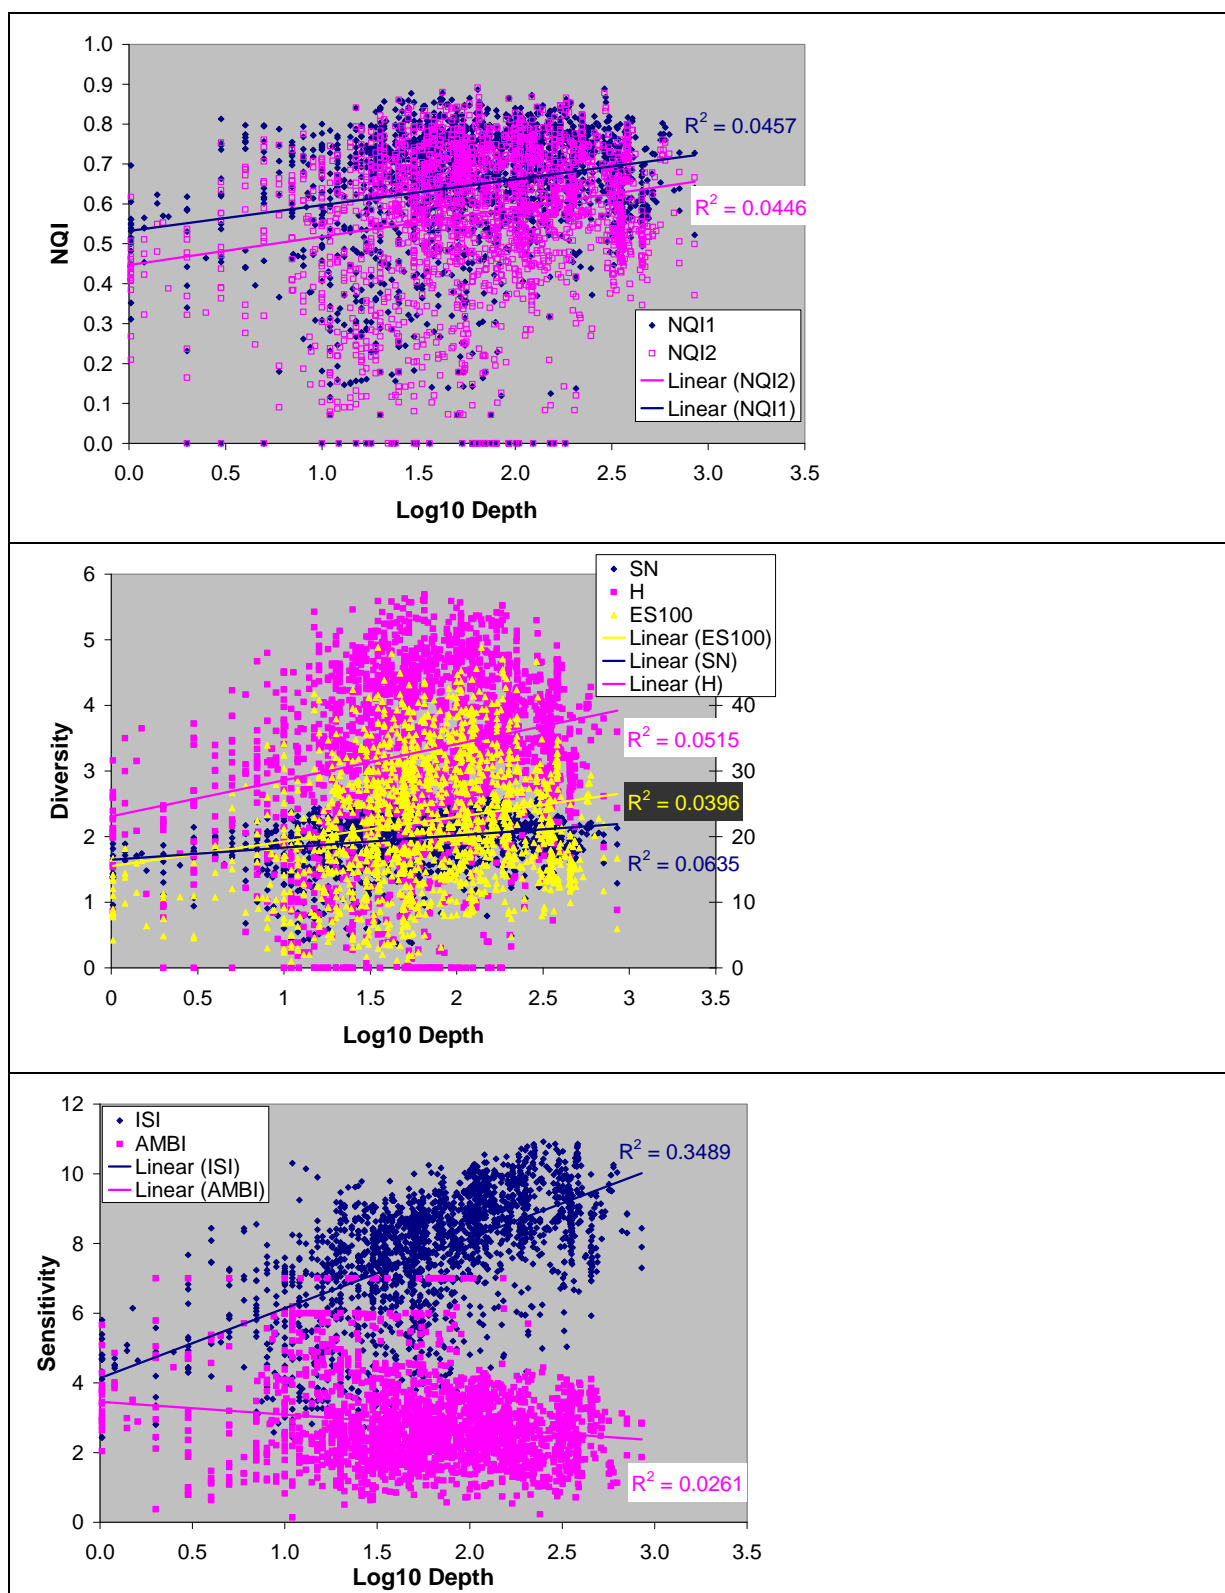 1.0
0.9
0.8
0.7
0.6
0.5
0.4
0.3
0.2
0.1
0.0
NQI
R² = 0.0457
R² = 0.0446
NQI1
NQI2
Linear (NQI2)
Linear (NQI1)
0.0 0.5 1.0 1.5 2.0 2.5 3.0 3.5
Log10 Depth
6
5
4
3
2
1
0
Diversity
SN
H
ES100
Linear (ES100)
Linear (SN)
Linear (H)
40
30
20
10
0
R² = 0.0515
R² = 0.0396
R² = 0.0635
0 0.5 1 1.5 2 2.5 3 3.5
Log10 Depth
12
10
8
6
4
2
0
Sensitivity
ISI
AMBI
Linear (ISI)
Linear (AMBI)
R² = 0.3489
R² = 0.0261
0.0 0.5 1.0 1.5 2.0 2.5 3.0 3.5
Log10 Depth